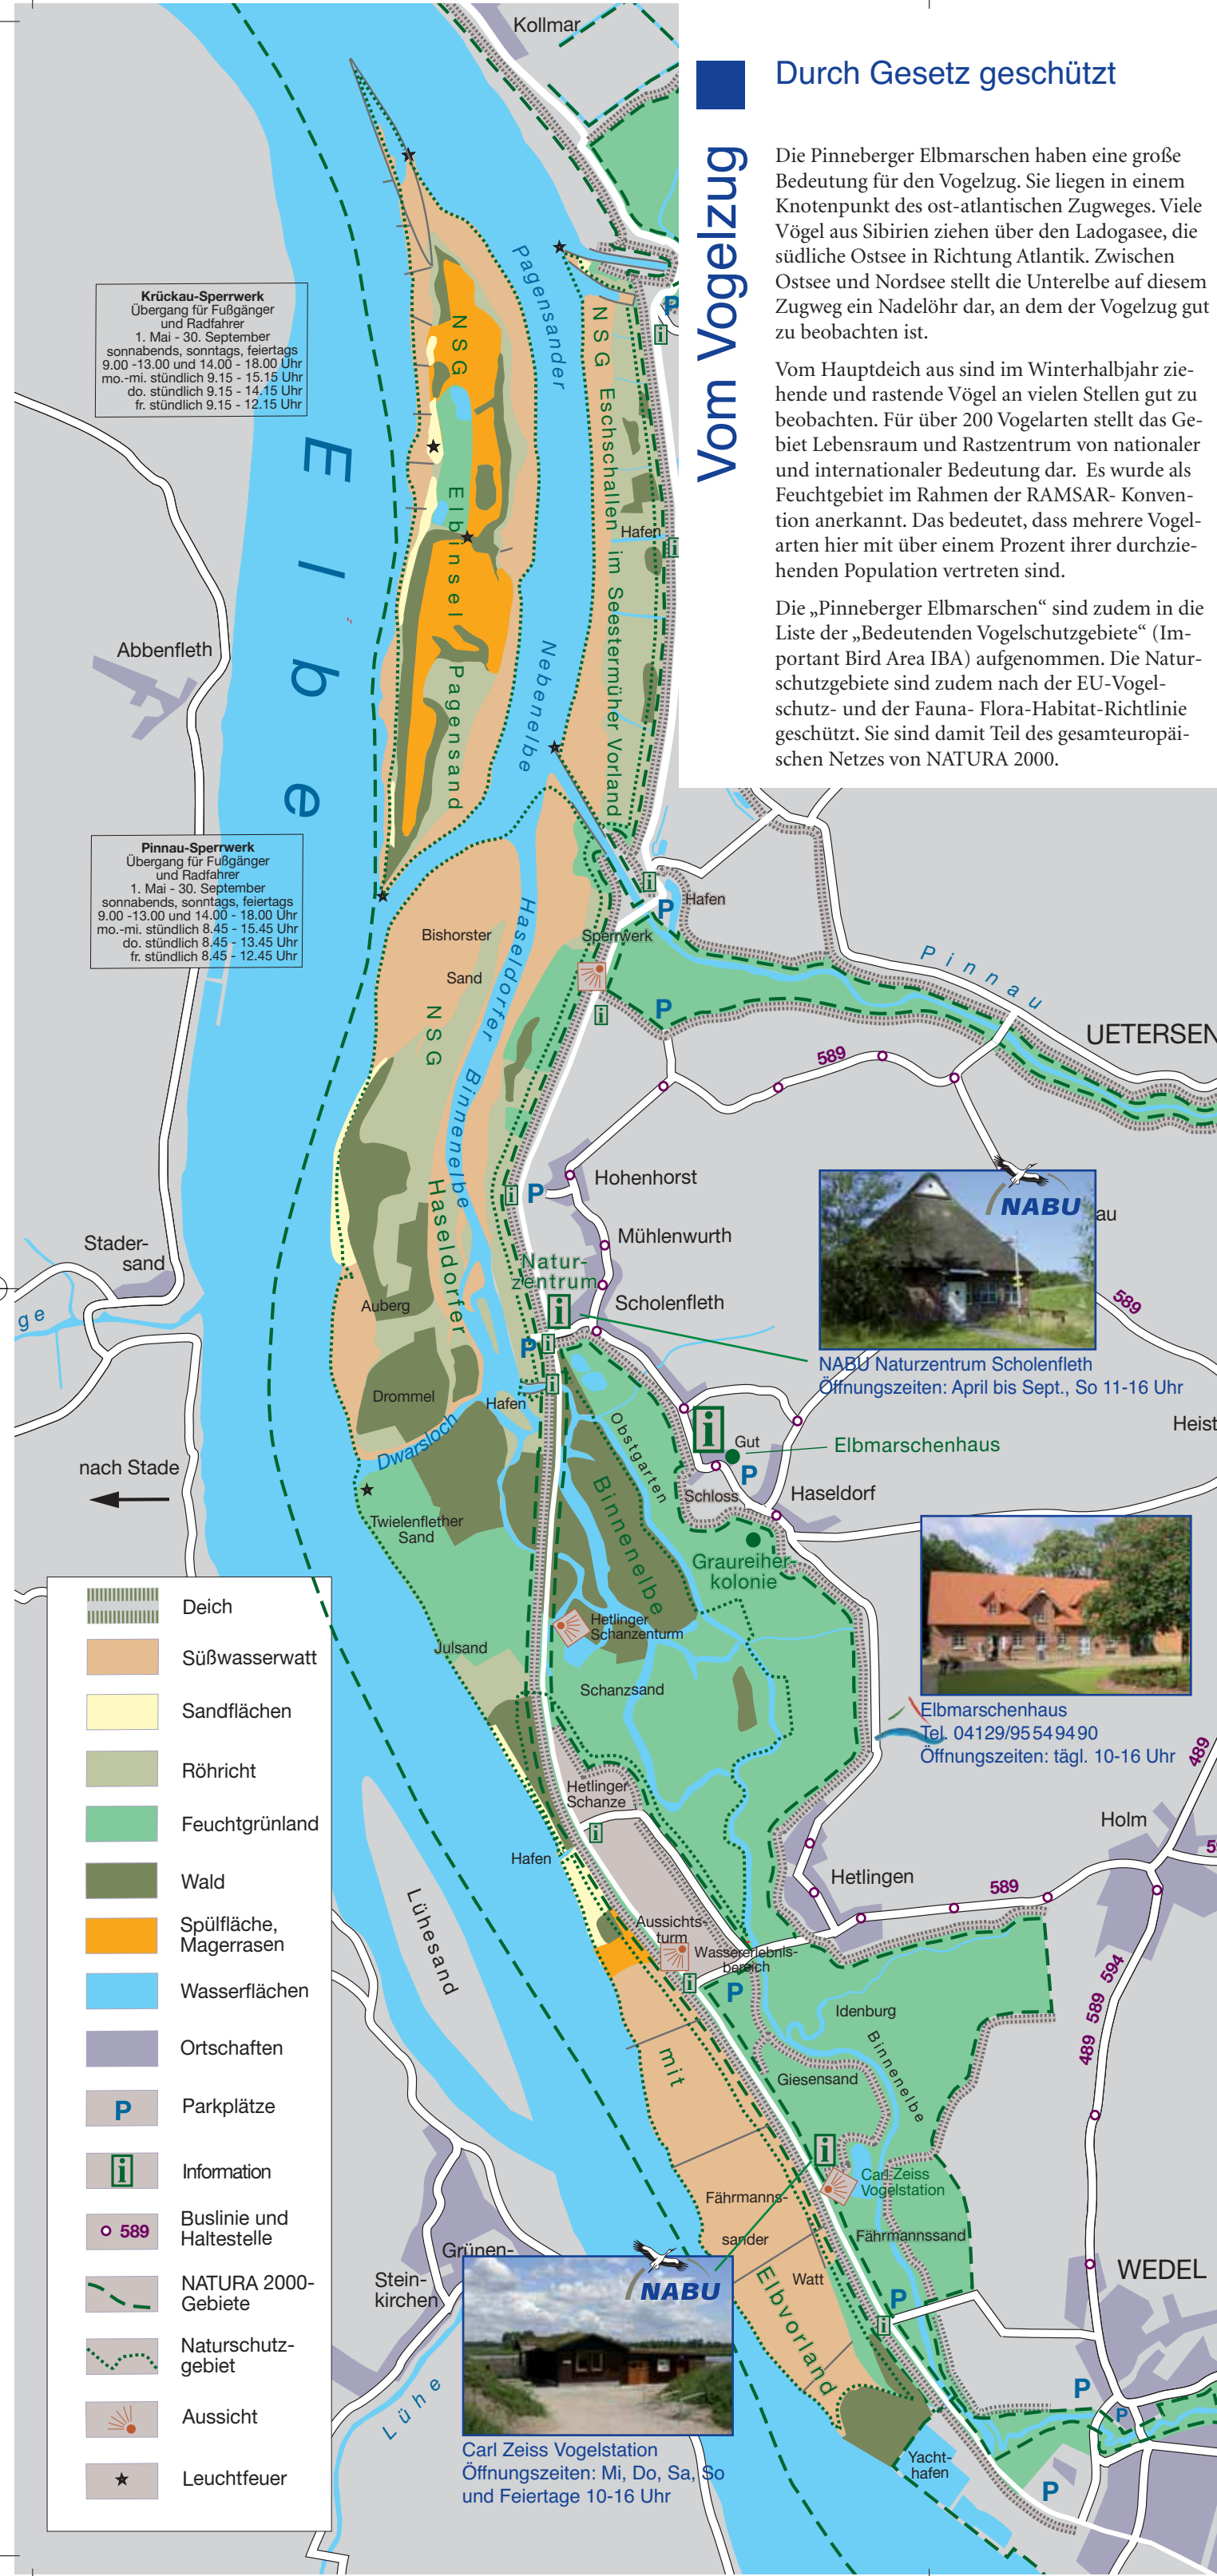 Kollmar
Durch Gesetz geschützt
Vom Vogelzug
Die Pinneberger Elbmarschen haben eine große
Bedeutung für den Vogelzug. Sie liegen in einem
Knotenpunkt des ost-atlantischen Zugweges. Viele
Vögel aus Sibirien ziehen über den Ladogasee, die
südliche Ostsee in Richtung Atlantik. Zwischen
Ostsee und Nordsee stellt die Unterelbe auf diesem
Zugweg ein Nadelöhr dar, an dem der Vogelzug gut
zu beobachten ist.
Vom Hauptdeich aus sind im Winterhalbjahr zie-
hende und rastende Vögel an vielen Stellen gut zu
beobachten. Für über 200 Vogelarten stellt das Ge-
biet Lebensraum und Rastzentrum von nationaler
und internationaler Bedeutung dar. Es wurde als
Feuchtgebiet im Rahmen der RAMSAR- Konven-
tion anerkannt. Das bedeutet, dass mehrere Vogel-
arten hier mit über einem Prozent ihrer durchzie-
henden Population vertreten sind.
Die „Pinneberger Elbmarschen“ sind zudem in die
Liste der „Bedeutenden Vogelschutzgebiete“ (Im-
portant Bird Area IBA) aufgenommen. Die Natur-
schutzgebiete sind zudem nach der EU-Vogel-
schutz- und der Fauna- Flora-Habitat-Richtlinie
geschützt. Sie sind damit Teil des gesamteuropäi-
schen Netzes von NATURA 2000.
Krückau-Sperrwerk
Übergang für Fußgänger
und Radfahrer
1. Mai - 30. September
sonnabends, sonntags, feiertags
9.00 -13.00 und 14.00 - 18.00 Uhr
mo.-mi. stündlich 9.15 - 15.15 Uhr
do. stündlich 9.15 - 14.15 Uhr
fr. stündlich 9.15 - 12.15 Uhr
Elbe
NSG
Elbinsel
Pagensand
Pagensander
Nebenelbe
NSG Eschschallen im Seestermüher Vorland
P
i
Hafen
i
Abbenfleth
Pinnau-Sperrwerk
Übergang für Fußgänger
und Radfahrer
1. Mai - 30. September
sonnabends, sonntags, feiertags
9.00 -13.00 und 14.00 - 18.00 Uhr
mo.-mi. stündlich 8.45 - 15.45 Uhr
do. stündlich 8.45 - 13.45 Uhr
fr. stündlich 8.45 - 12.45 Uhr
i
P
Hafen
Sperrwerk
Bishorster
Sand
Haseldorfer Binnenelbe
Pinnau
i
P
UETERSEN
589
NSG
Haseldorfer
Hohenhorst
i
P
Mühlenwurth
NABU
au
Stader-
sand
ge
Natur-
zentrum
i
Scholenfleth
589
Auberg
P
i
NABU Naturzentrum Scholenfleth
Öffnungszeiten: April bis Sept., So 11-16 Uhr
i
Drommel
Hafen
Dwarsloch
Obstgarten
i
Gut
Elbmarschenhaus
Heist
nach Stade
P
Schloss
Haseldorf
Twielenflether
Sand
Binnenelbe
Graureiher-
kolonie
Hetlinger
Schanzenturm
Julsand
Schanzsand
Elbmarschenhaus
Tel. 04129/9554949​0
Öffnungszeiten: tägl. 10-16 Uhr
489
Deich
Süßwasserwatt
Sandflächen
Röhricht
Feuchtgrünland
Wald
Spülfläche,
Magerrasen
Wasserflächen
Ortschaften
P
Parkplätze
i
Information
589
Buslinie und
Haltestelle
NATURA 2000-
Gebiete
Naturschutz-
gebiet
Aussicht
Leuchtfeuer
Hetlinger
Schanze
i
Hafen
Holm
5
Hetlingen
589
Lühesand
Aussichts-
turm
Wassererlebnis-
bereich
i
P
489 589 594
Idenburg
Binnenelbe
mit
Giesensand
i
Carl Zeiss
Vogelstation
Fährmanns-
sander
Watt
Fährmannssand
Elbvorland
WEDEL
P
i
Grünen-
Stein-
kirchen
Lühe
NABU
Carl Zeiss Vogelstation
Öffnungszeiten: Mi, Do, Sa, So
und Feiertage 10-16 Uhr
P
P
Yacht-
hafen
P